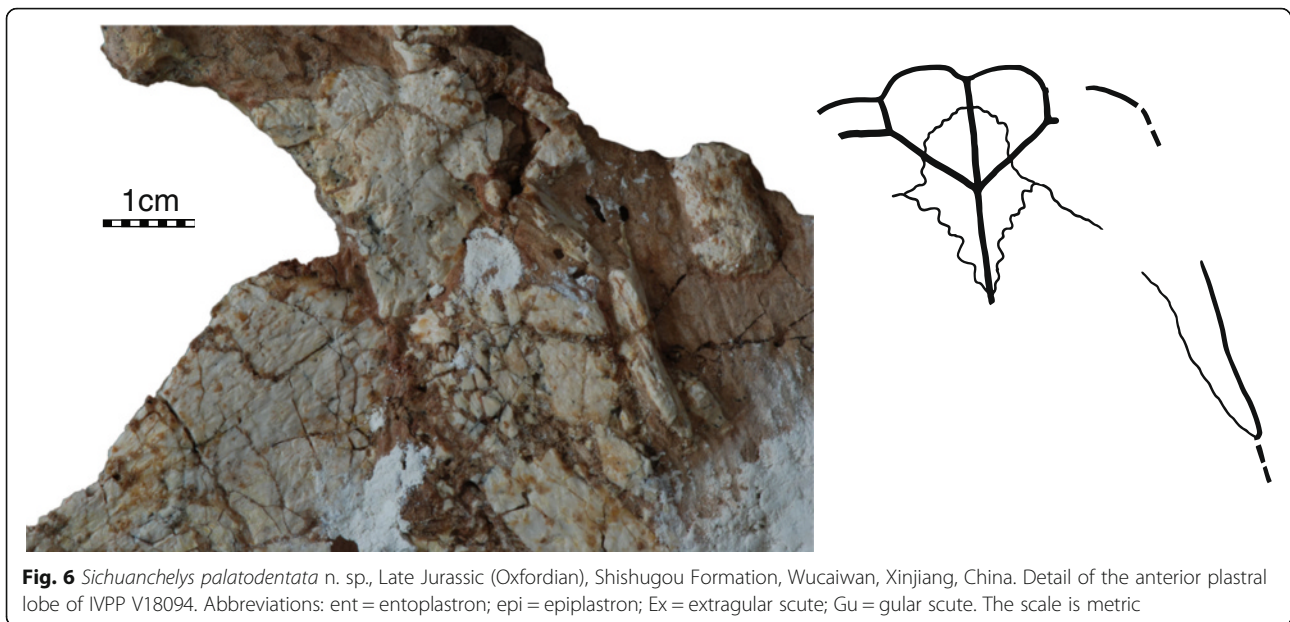 1cm
Fig. 6 Sichuanchelys palatodentata n. sp., Late Jurassic (Oxfordian), Shishugou Formation, Wucaiwan, Xinjiang, China. Detail of the anterior plastral
lobe of IVPP V18094. Abbreviations: ent = entoplastron; epi = epiplastron; Ex = extragular scute; Gu = gular scute. The scale is metric